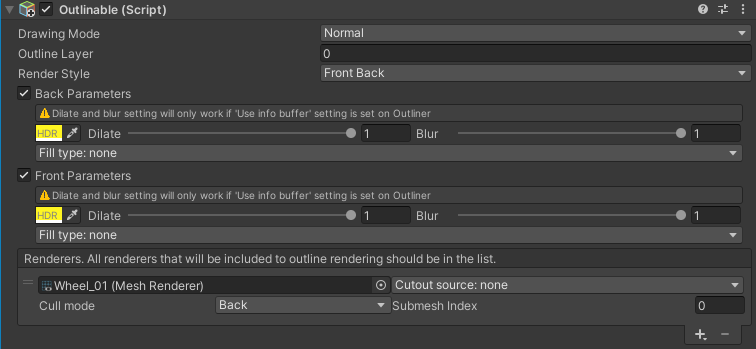 Outlinable (Script)
Drawing Mode Normal
Outline Layer 0
Render Style Front Back
Back Parameters
Dilate and blur setting will only work if 'Use info buffer' setting is set on Outliner
HDR Dilate 1 Blur 1
Fill type: none
Front Parameters
Dilate and blur setting will only work if 'Use info buffer' setting is set on Outliner
HDR Dilate 1 Blur 1
Fill type: none
Renderers. All renderers that will be included to outline rendering should be in the list.
Wheel_01 (Mesh Renderer) Cutout source: none
Cull mode Back Submesh Index 0